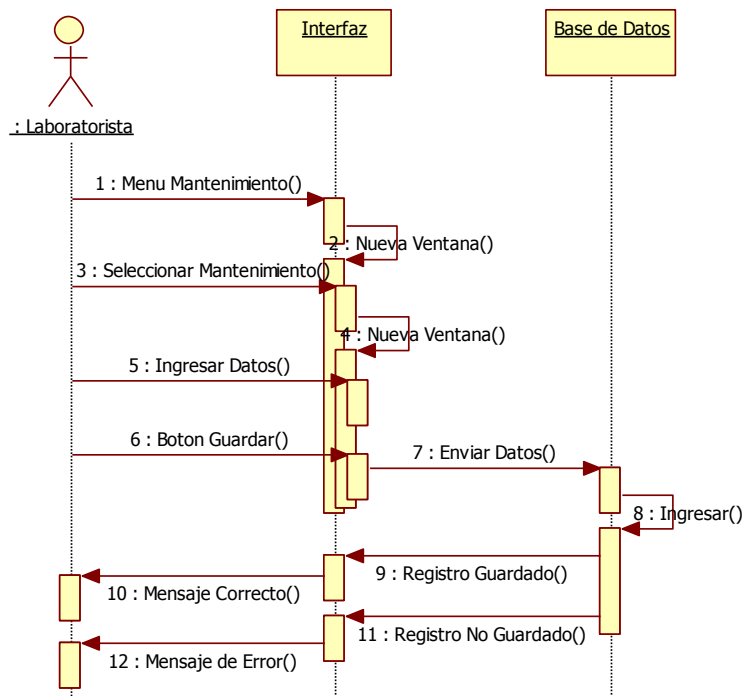 Interfaz
Base de Datos
: Laboratorista
1 : Menu Mantenimiento()
2 : Nueva Ventana()
3 : Seleccionar Mantenimiento()
4 : Nueva Ventana()
5 : Ingresar Datos()
6 : Boton Guardar()
7 : Enviar Datos()
8 : Ingresar()
9 : Registro Guardado()
10 : Mensaje Correcto()
11 : Registro No Guardado()
12 : Mensaje de Error()